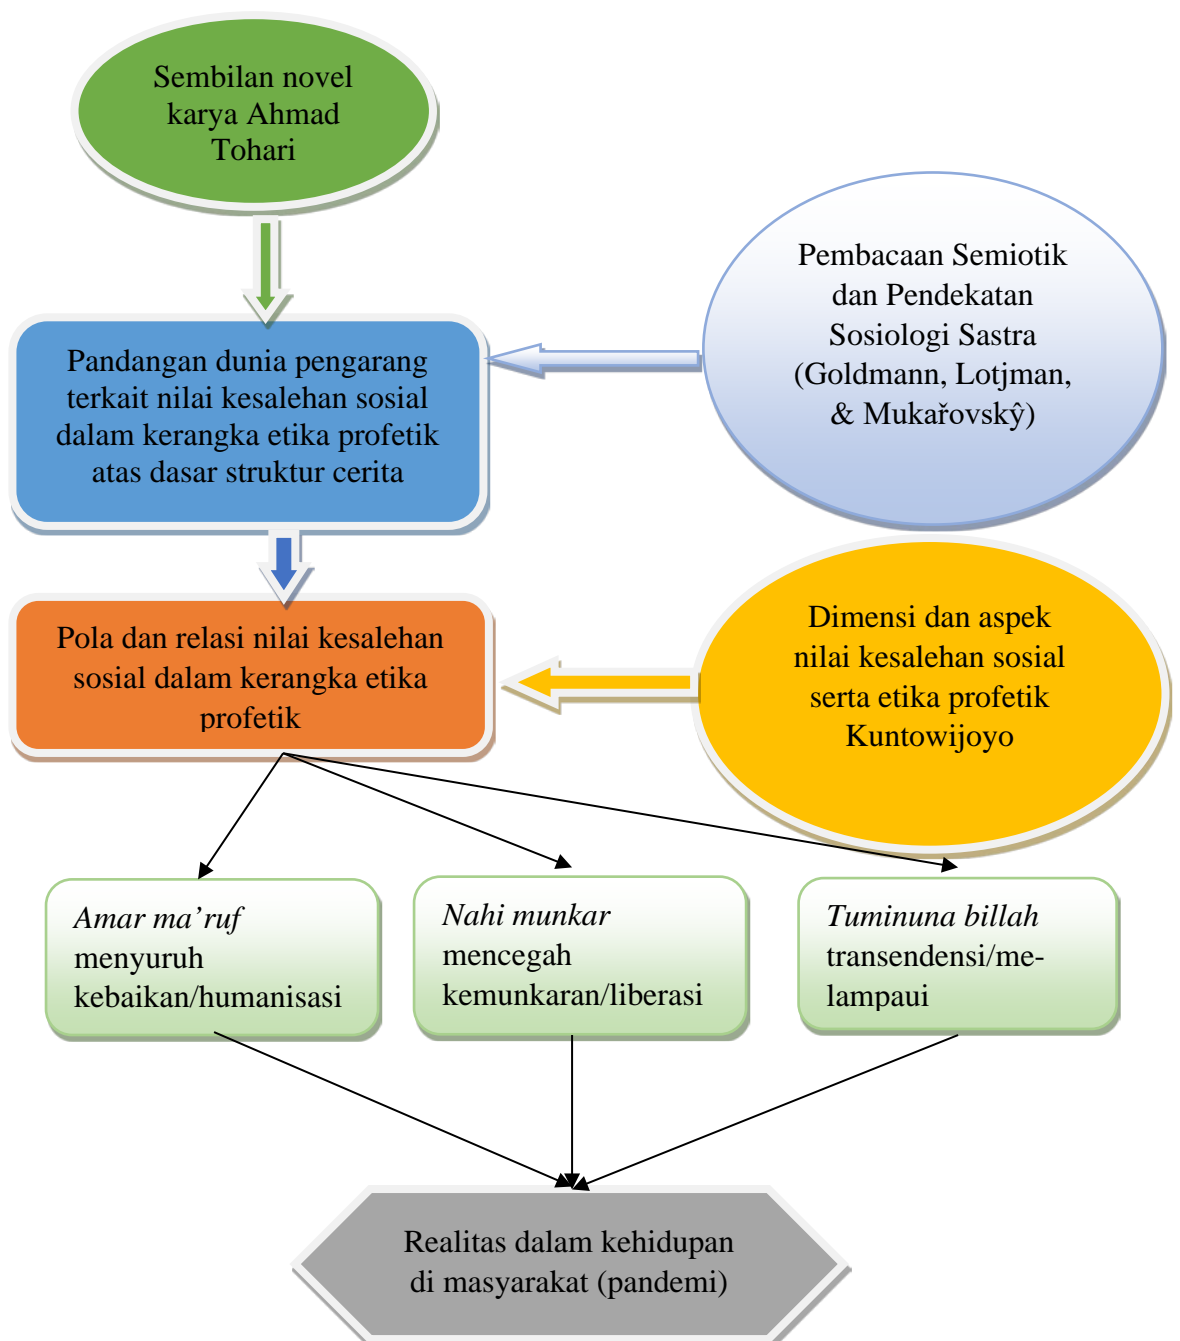 Sembilan novel
karya Ahmad
Tohari
Pembacaan Semiotik
dan Pendekatan
Sosiologi Sastra
(Goldmann, Lotjman,
& Mukařovskŷ)
Pandangan dunia pengarang
terkait nilai kesalehan sosial
dalam kerangka etika profetik
atas dasar struktur cerita
Dimensi dan aspek
nilai kesalehan sosial
serta etika profetik
Kuntowijoyo
Pola dan relasi nilai kesalehan
sosial dalam kerangka etika
profetik
Amar ma’ruf
menyuruh
kebaikan/humanisasi
Nahi munkar
mencegah
kemunkaran/liberasi
Tuminuna billah
transendensi/me-
lampaui
Realitas dalam kehidupan
di masyarakat (pandemi)